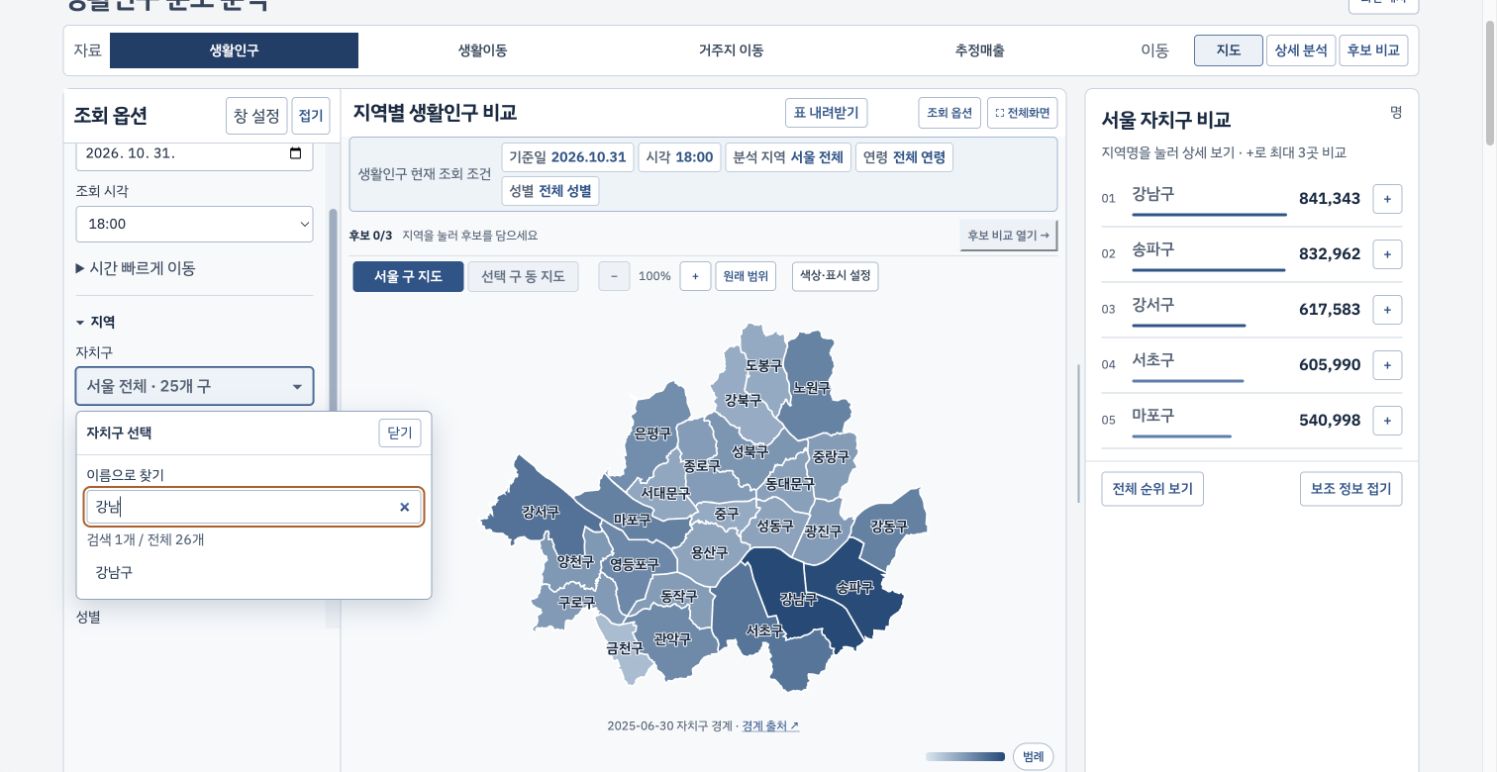 생활인구 분포 분석
자료 생활인구 생활이동 거주지 이동 추정매출 이동 지도 상세 분석 후보 비교
조회 옵션 창 설정 접기
2026. 10. 31.
조회 시각
18:00
▶ 시간 빠르게 이동
지역
자치구
서울 전체 · 25개 구
자치구 선택 닫기
이름으로 찾기
강남 ×
검색 1개 / 전체 26개
강남구
성별
지역별 생활인구 비교 표 내려받기 조회 옵션 전체화면
생활인구 현재 조회 조건 기준일 2026.10.31 시각 18:00 분석 지역 서울 전체 연령 전체 연령
성별 전체 성별
후보 0/3 지역을 눌러 후보를 담으세요 후보 비교 열기 →
서울 구 지도 선택 구 동 지도 − 100% + 원래 범위 색상·표시 설정
도봉구
노원구
강북구
은평구
성북구
중랑구
종로구
동대문구
서대문구
강서구
마포구
중구
성동구
광진구
강동구
양천구
영등포구
용산구
송파구
구로구
동작구
강남구
서초구
관악구
금천구
2025-06-30 자치구 경계 · 경계 출처 ↗
범례
서울 자치구 비교 명
지역명을 눌러 상세 보기 · +로 최대 3곳 비교
01 강남구 841,343 +
02 송파구 832,962 +
03 강서구 617,583 +
04 서초구 605,990 +
05 마포구 540,998 +
전체 순위 보기 보조 정보 접기